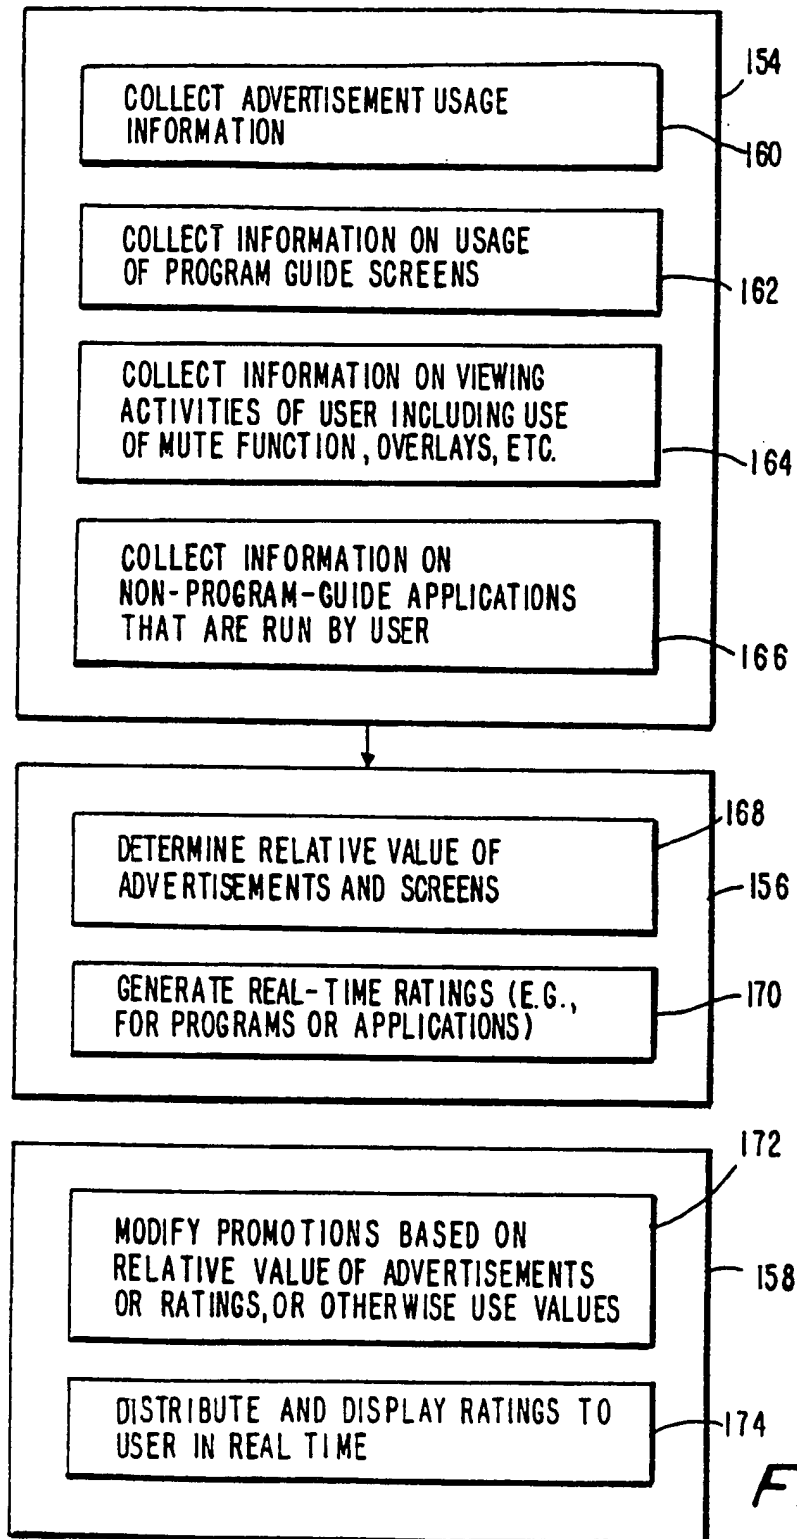 154
COLLECT ADVERTISEMENT USAGE
INFORMATION
160
COLLECT INFORMATION ON USAGE
OF PROGRAM GUIDE SCREENS
162
COLLECT INFORMATION ON VIEWING
ACTIVITIES OF USER INCLUDING USE
OF MUTE FUNCTION, OVERLAYS, ETC.
164
COLLECT INFORMATION ON
NON-PROGRAM-GUIDE APPLICATIONS
THAT ARE RUN BY USER
166
168
DETERMINE RELATIVE VALUE OF
ADVERTISEMENTS AND SCREENS
156
GENERATE REAL-TIME RATINGS (E.G.,
FOR PROGRAMS OR APPLICATIONS)
170
172
MODIFY PROMOTIONS BASED ON
RELATIVE VALUE OF ADVERTISEMENTS
OR RATINGS, OR OTHERWISE USE VALUES
158
DISTRIBUTE AND DISPLAY RATINGS TO
USER IN REAL TIME
174